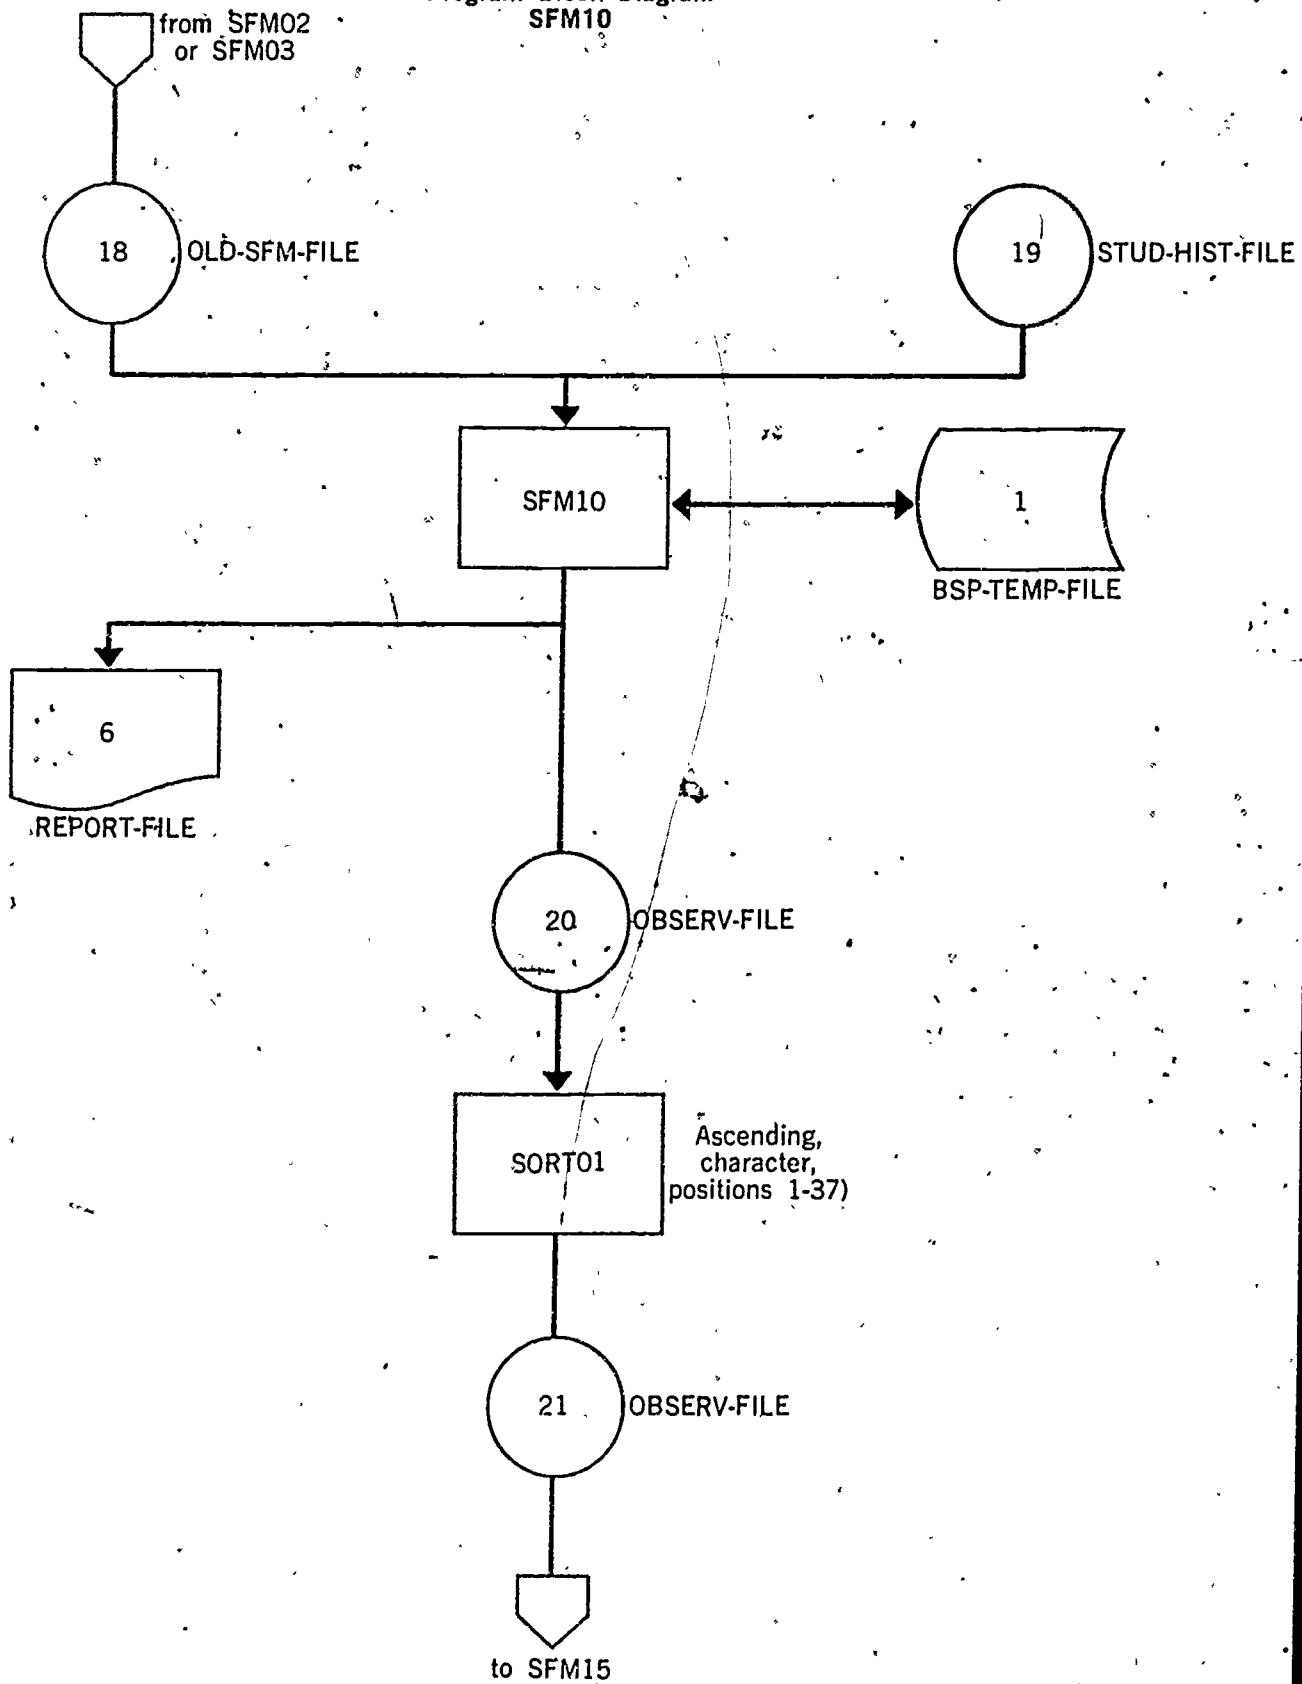 SFM10
from SFM02
or SFM03
18
OLD-SFM-FILE
19
STUD-HIST-FILE
SFM10
1
BSP-TEMP-FILE
6
REPORT-FILE
20
OBSERV-FILE
SORT01
Ascending,
character,
positions 1-37)
21
OBSERV-FILE
to SFM15